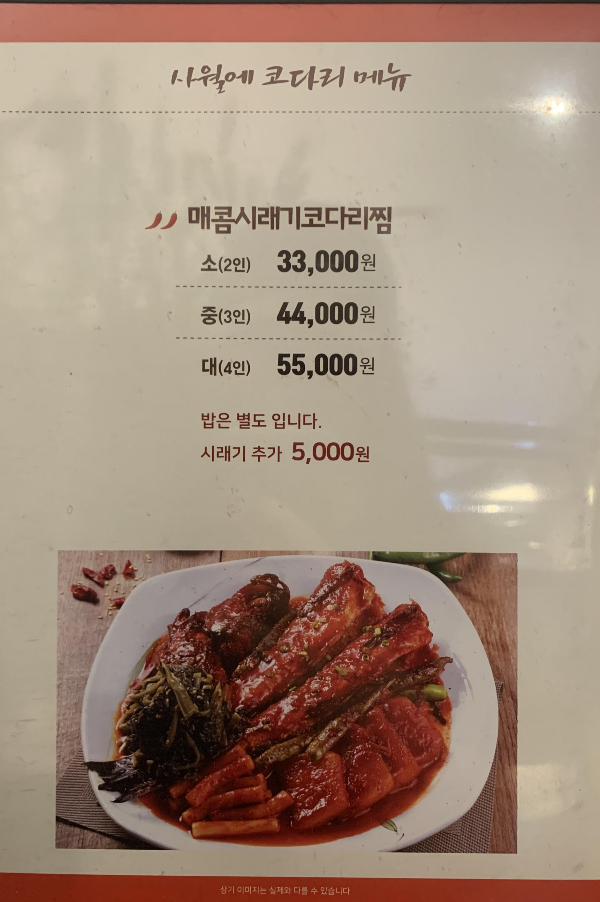 사월에 코다리 메뉴
매콤시래기코다리찜
소(2인) 33,000원
중(3인) 44,000원
대(4인) 55,000원
밥은 별도 입니다.
시래기 추가 5,000원
상기 이미지는 실제와 다를 수 있습니다